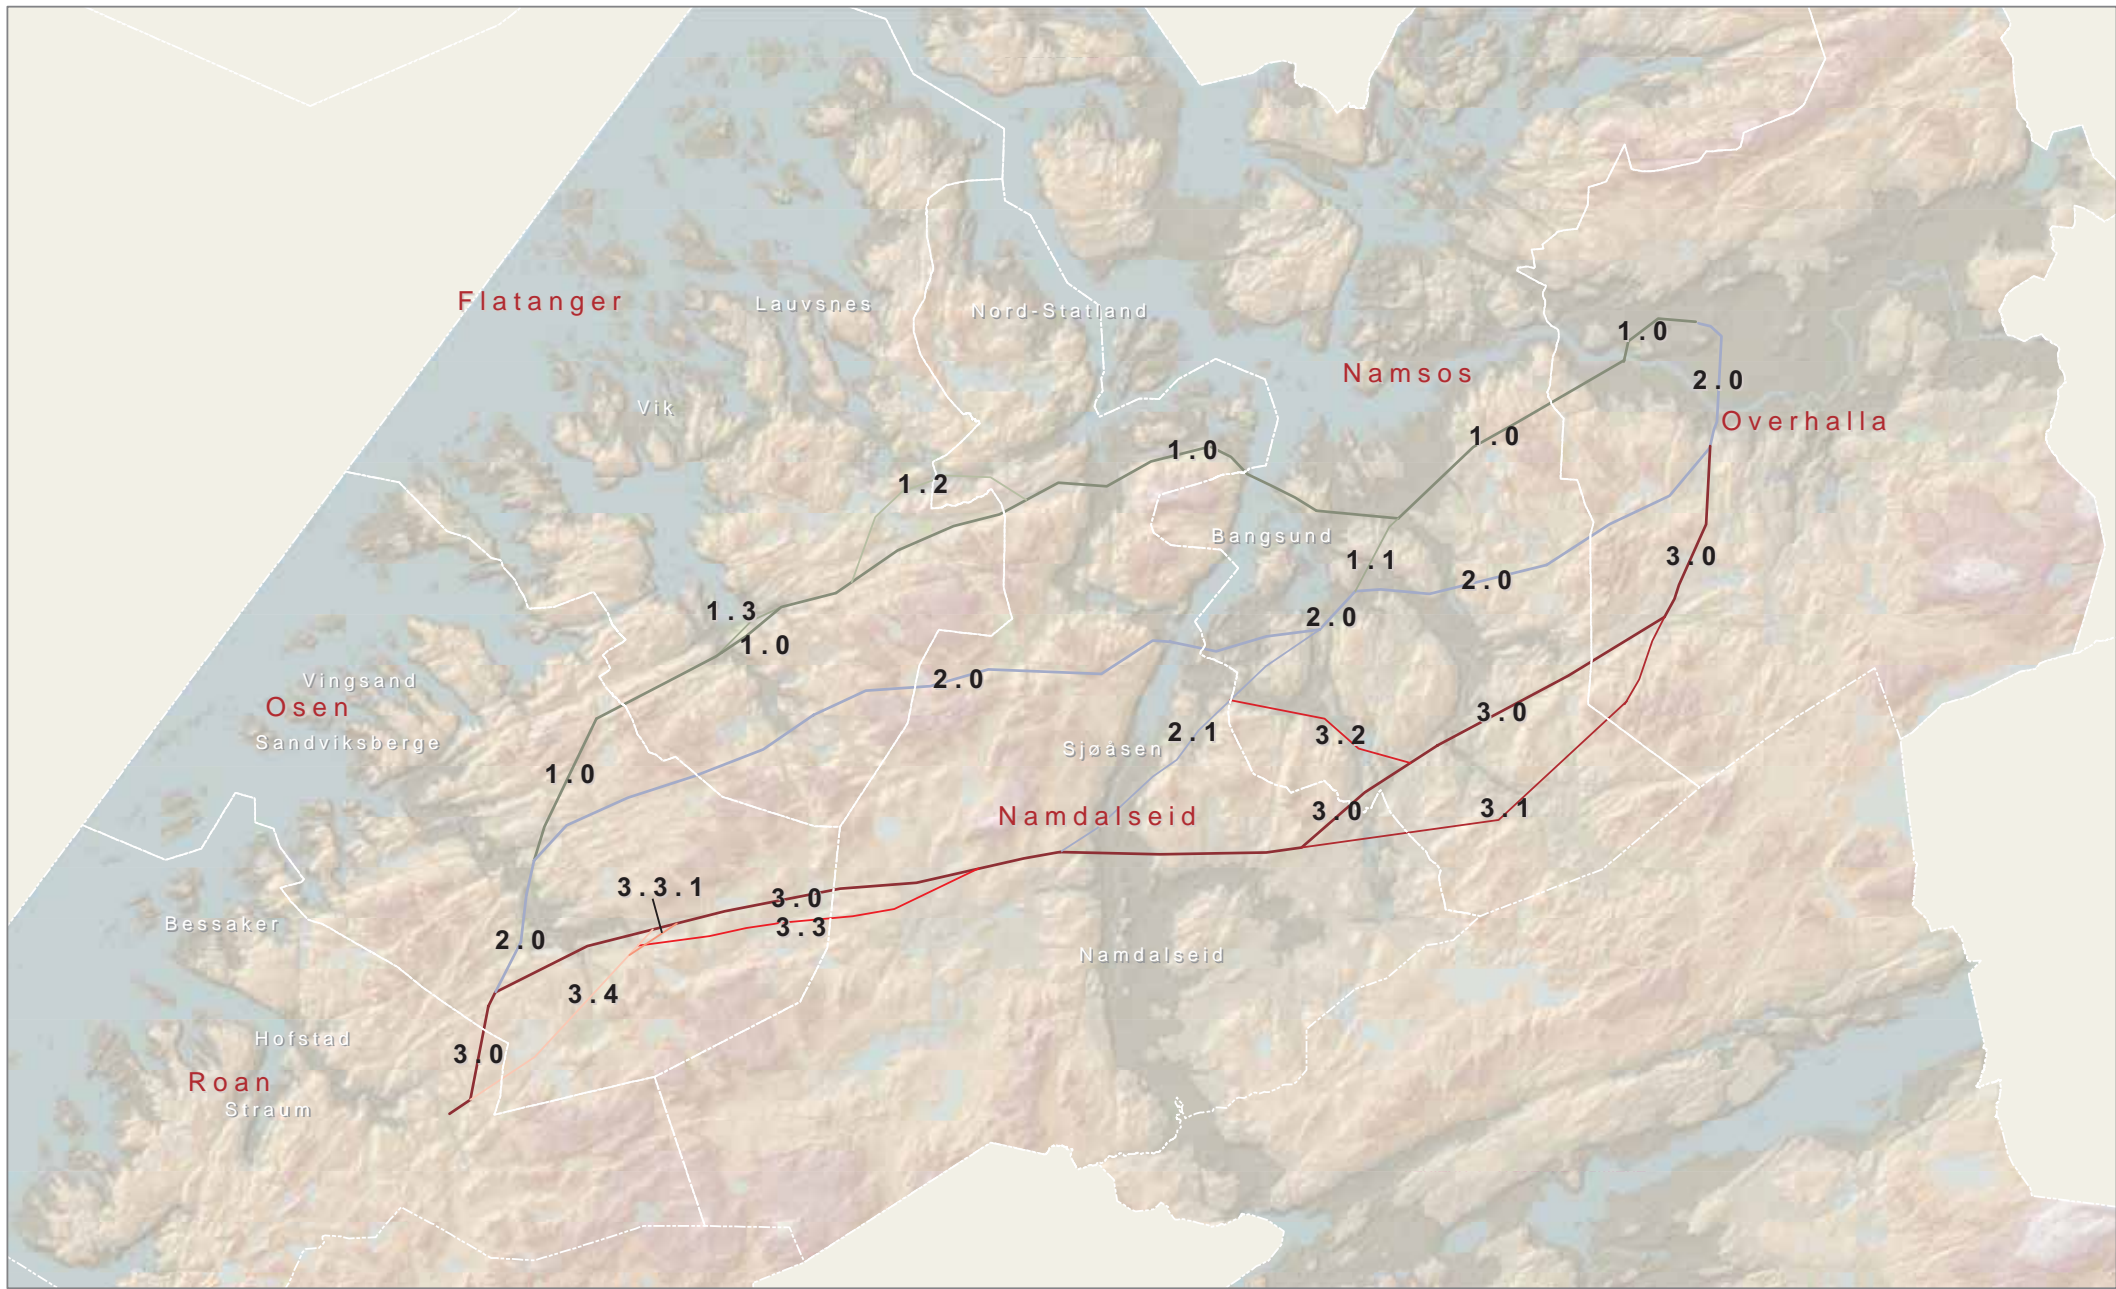 Flatanger
Lauvsnes
Nord-Statland
1.0
Namsos
2.0
Vik
Overhalla
1.0
1.0
1.2
Bangsund
1.1
3.0
2.0
1.3
2.0
1.0
Vingsand
2.0
Osen
3.0
Sandviksberge
2.1
3.2
Sjøåsen
1.0
3.1
3.0
Namdalseid
3.3.1
3.0
Bessaker
3.3
2.0
Namdalseid
3.4
Hofstad
3.0
Roan
Straum